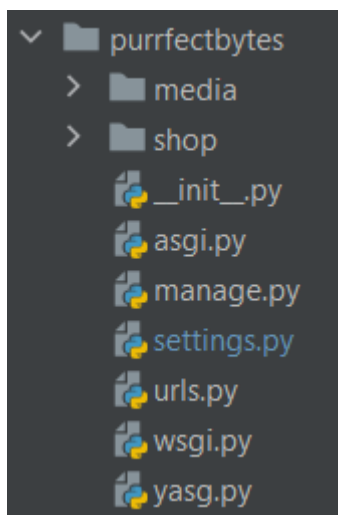 purrfectbytes
media
shop
__init__.py
asgi.py
manage.py
settings.py
urls.py
wsgi.py
yasg.py